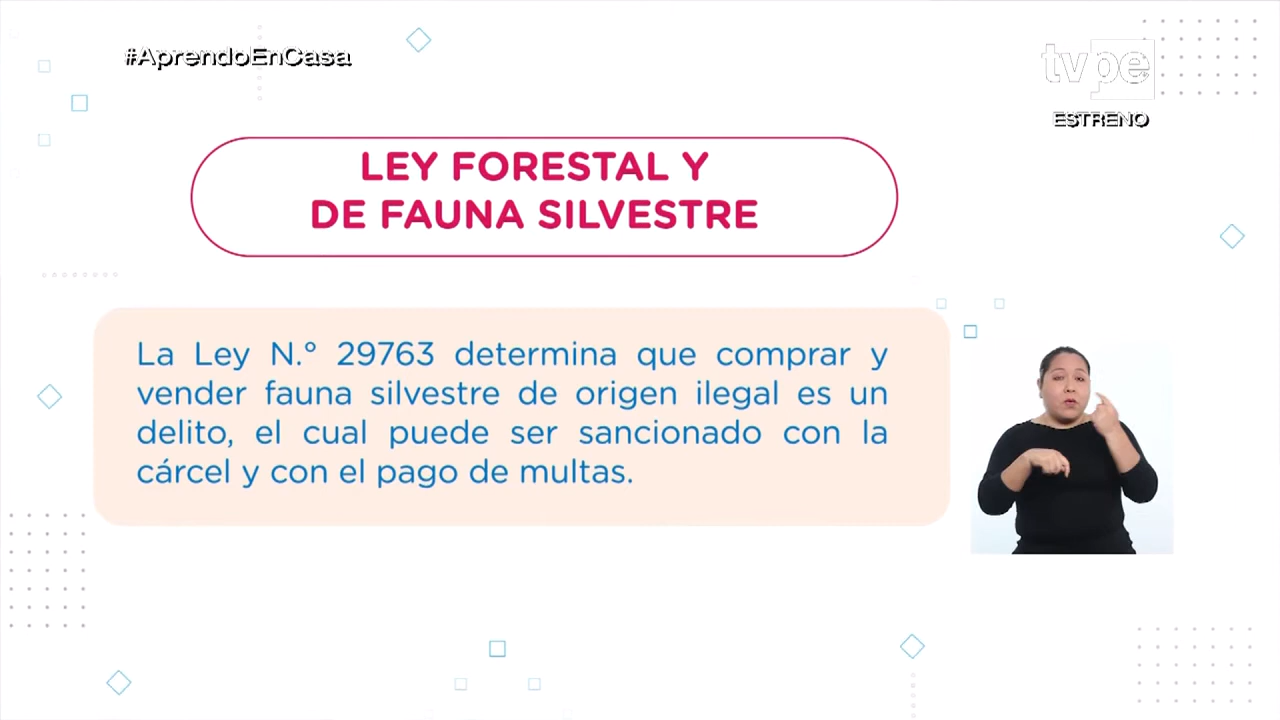 #AprendoEnCasa
tvpe
ESTRENO
LEY FORESTAL Y
DE FAUNA SILVESTRE
La Ley N.° 29763 determina que comprar y
vender fauna silvestre de origen ilegal es un
delito, el cual puede ser sancionado con la
cárcel y con el pago de multas.